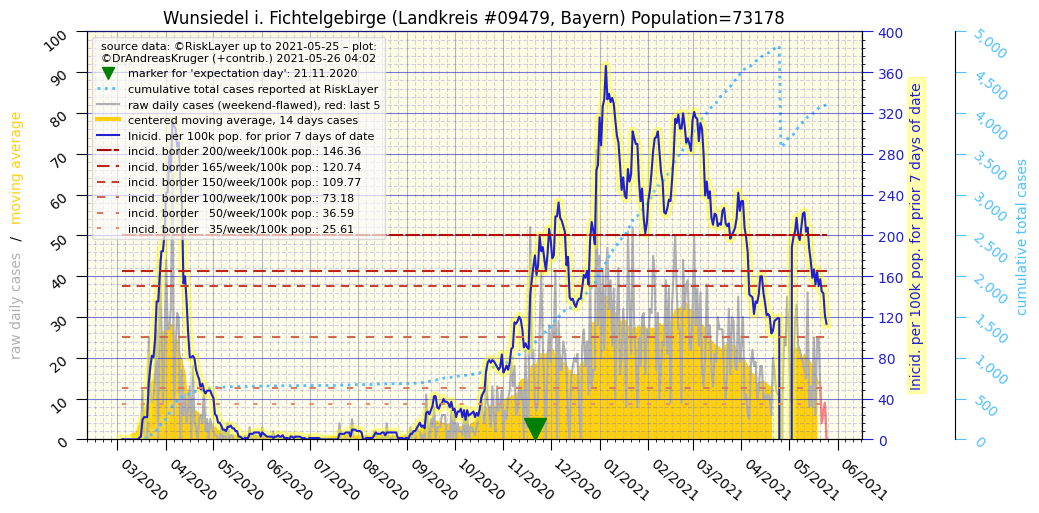 Wunsiedel i. Fichtelgebirge (Landkreis #09479, Bayern) Population=73178
source data: ©RiskLayer up to 2021-05-25 – plot:
©DrAndreasKruger (+contrib.) 2021-05-26 04:02
marker for 'expectation day': 21.11.2020
cumulative total cases reported at RiskLayer
raw daily cases (weekend-flawed), red: last 5
centered moving average, 14 days cases
Inicid. per 100k pop. for prior 7 days of date
incid. border 200/week/100k pop.: 146.36
incid. border 165/week/100k pop.: 120.74
incid. border 150/week/100k pop.: 109.77
incid. border 100/week/100k pop.: 73.18
incid. border 50/week/100k pop.: 36.59
incid. border 35/week/100k pop.: 25.61
raw daily cases / moving average
100
90
80
70
60
50
40
30
20
10
0
400
360
320
280
240
200
160
120
80
40
0
Inicid. per 100k pop. for prior 7 days of date
5,000
4,500
4,000
3,500
3,000
2,500
2,000
1,500
1,000
500
0
cumulative total cases
03/2020
04/2020
05/2020
06/2020
07/2020
08/2020
09/2020
10/2020
11/2020
12/2020
01/2021
02/2021
03/2021
04/2021
05/2021
06/2021